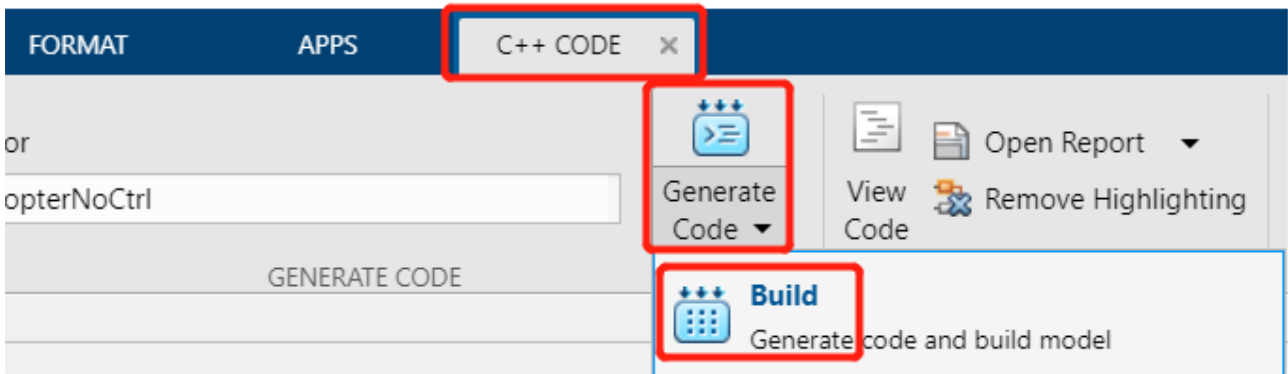 FORMAT APPS C++ CODE
or
opterNoCtrl
Generate
Code
View
Code
Open Report
Remove Highlighting
GENERATE CODE
Build
Generate code and build model